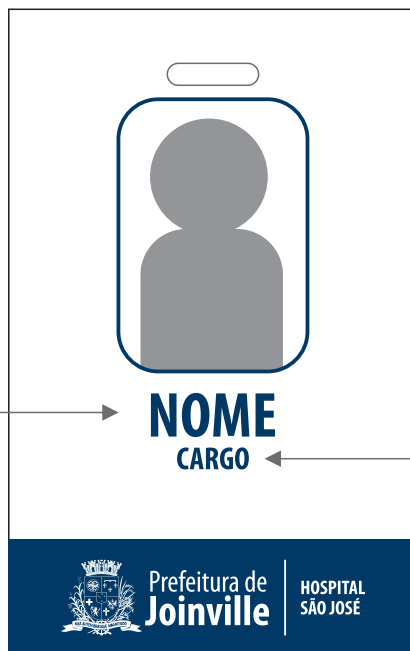 NOME
CARGO
Prefeitura de
Joinville
HOSPITAL
SÃO JOSÉ